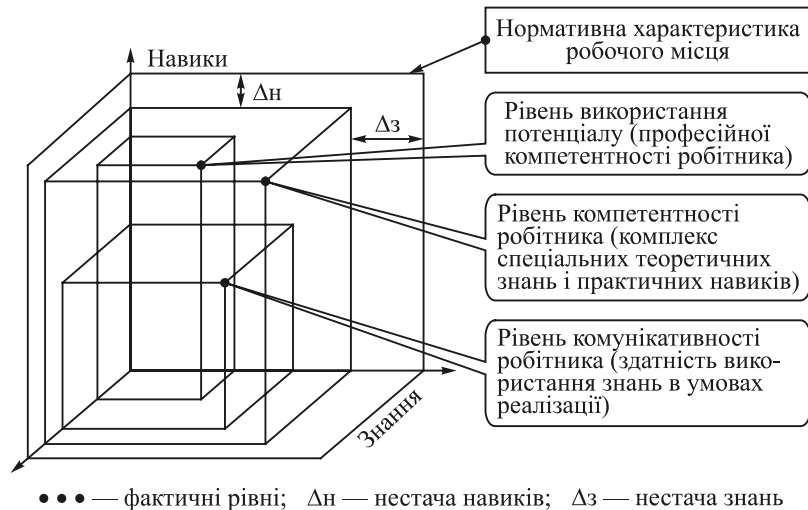 Нормативна характеристика
робочого місця
Навики
Δн
Δз
Рівень використання
потенціалу (професійної
компетентності робітника)
Рівень компетентності
робітника (комплекс
спеціальних теоретичних
знань і практичних навиків)
Рівень комунікативності
робітника (здатність вико-
ристання знань в умовах
реалізації)
Знання
• • • — фактичні рівні; Δн — нестача навиків; Δз — нестача знань